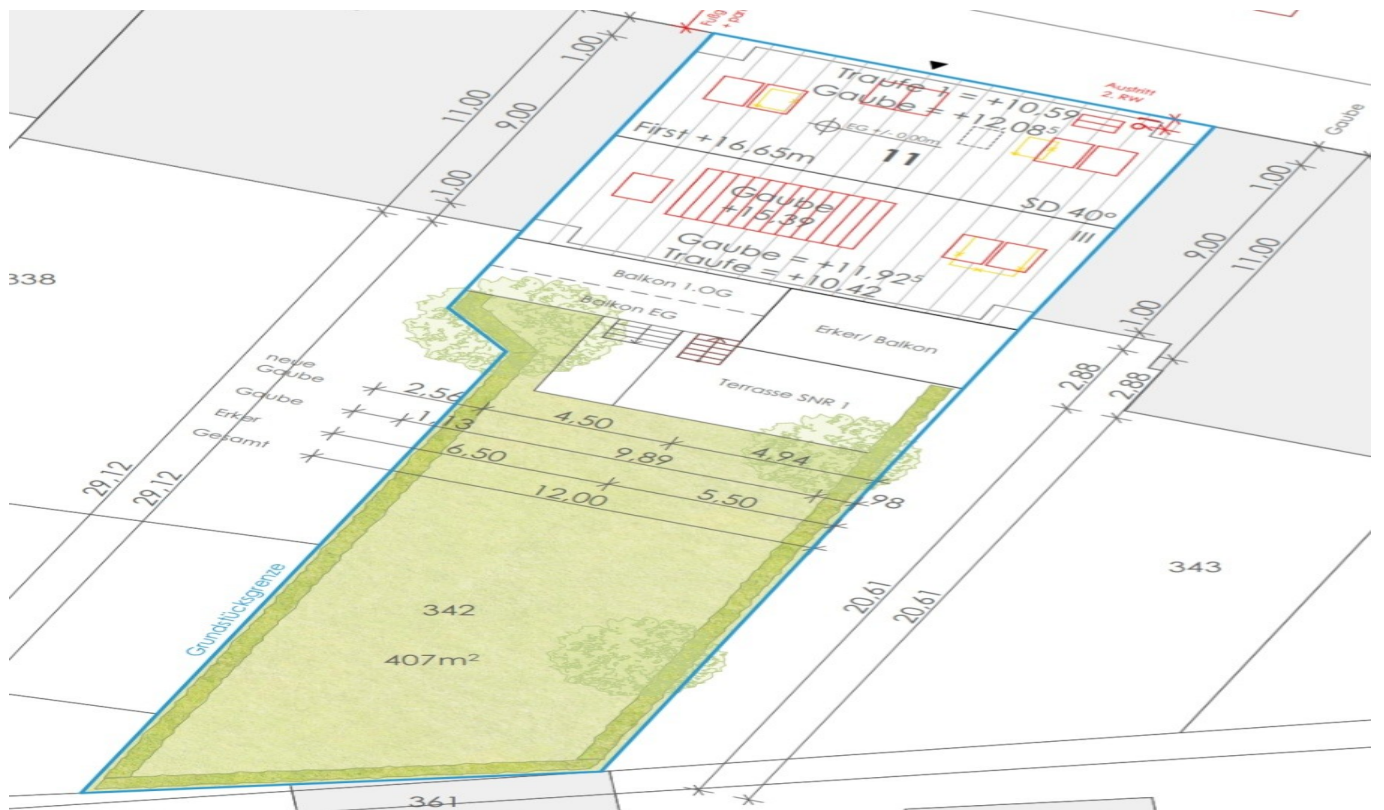 Fußg
+ par
1,00
11,00
9,00
1,00
Traufe 1 = +10,59
Gaube = +12,08⁵
EG +/- 0,00m
First +16,65m
11
Austritt
2. RW
Gaube
1,00
9,00
11,00
1,00
SD 40°
III
Gaube
+15,39
Gaube = +11,92⁵
Traufe = +10,42
Balkon 1.OG
Balkon EG
Erker/ Balkon
Terrasse SNR 1
338
2,88
2,88
neue
Gaube
Gaube
Erker
Gesamt
2,56
4,50
4,94
1,13
9,89
98
6,50
5,50
12,00
29,12
29,12
20,61
20,61
343
Grundstücksgrenze
342
407m²
361